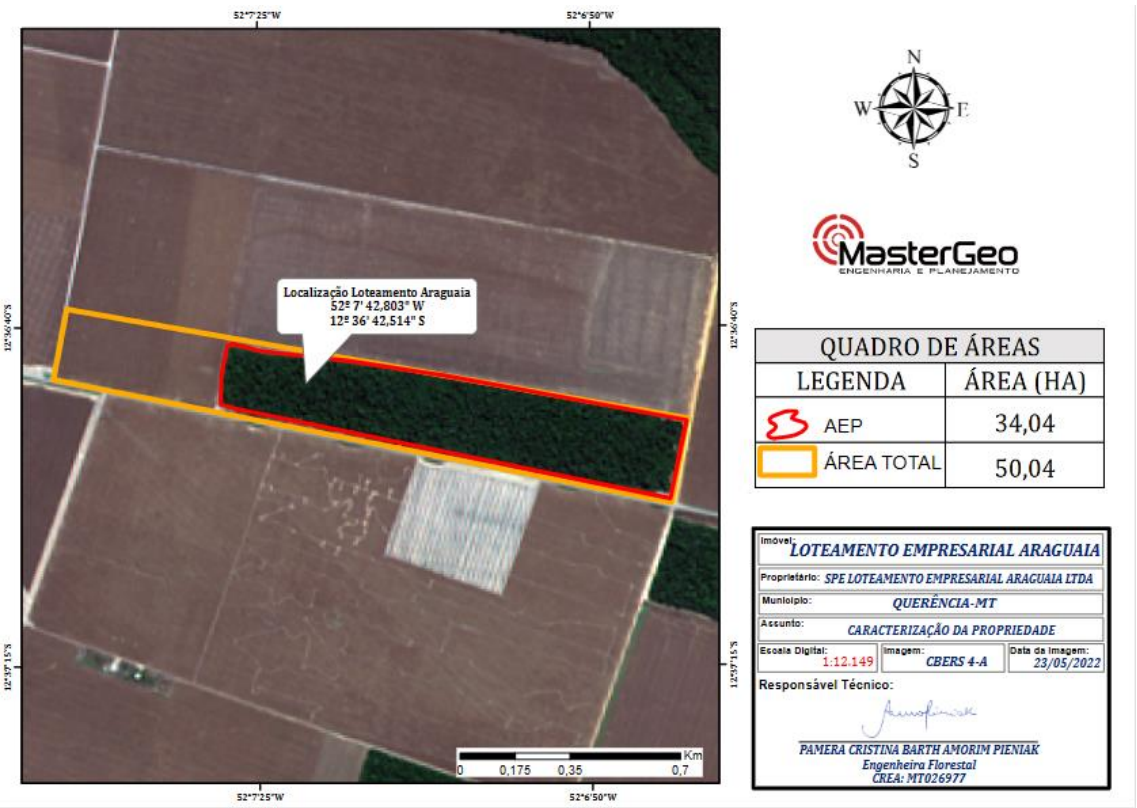 52°7'25"W
52°6'50"W
12°36'40"S
12°36'40"S
Localização Loteamento Araguaia
52º 7' 42,803" W
12º 36' 42,514" S
12°37'15"S
12°37'15"S
Km
0
0,175
0,35
0,7
52°7'25"W
52°6'50"W
N
W
E
S
MasterGeo
ENGENHARIA E PLANEJAMENTO
QUADRO DE ÁREAS
LEGENDA ÁREA (HA)
AEP 34,04
ÁREA TOTAL 50,04
Imóvel: LOTEAMENTO EMPRESARIAL ARAGUAIA
Proprietário: SPE LOTEAMENTO EMPRESARIAL ARAGUAIA LTDA
Município: QUERÊNCIA-MT
Assunto: CARACTERIZAÇÃO DA PROPRIEDADE
Escala Digital: 1:12.149
Imagem: CBERS 4-A
Data da Imagem: 23/05/2022
Responsável Técnico:
PAMERA CRISTINA BARTH AMORIM PIENIAK
Engenheira Florestal
CREA: MT026977